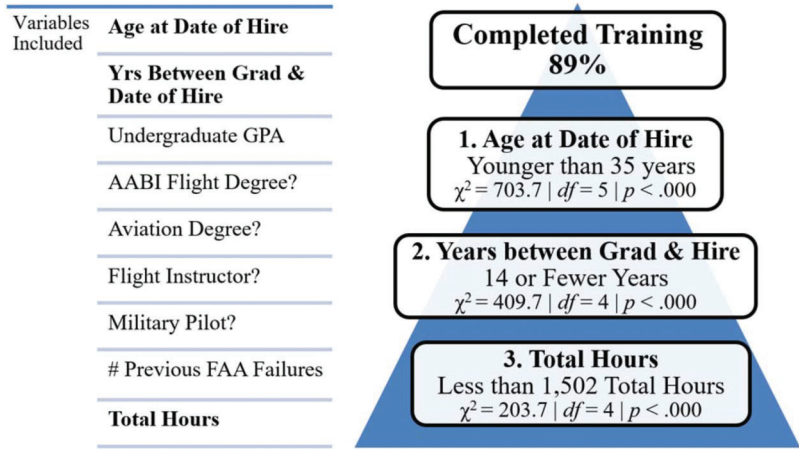 Variables
Included
Age at Date of Hire
Yrs Between Grad &
Date of Hire
Undergraduate GPA
AABI Flight Degree?
Aviation Degree?
Flight Instructor?
Military Pilot?
# Previous FAA Failures
Total Hours
Completed Training
89%
1. Age at Date of Hire
Younger than 35 years
χ² = 703.7 | df = 5 | p < .000
2. Years between Grad & Hire
14 or Fewer Years
χ² = 409.7 | df = 4 | p < .000
3. Total Hours
Less than 1,502 Total Hours
χ² = 203.7 | df = 4 | p < .000